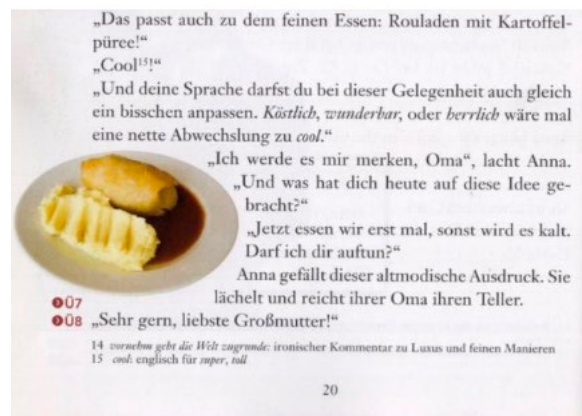 „Das passt auch zu dem feinen Essen: Rouladen mit Kartoffel-
püree!“
„Cool¹⁵!“
„Und deine Sprache darfst du bei dieser Gelegenheit auch gleich
ein bisschen anpassen. Köstlich, wunderbar, oder herrlich wäre mal
eine nette Abwechslung zu cool.“
„Ich werde es mir merken, Oma“, lacht Anna.
„Und was hat dich heute auf diese Idee ge-
bracht?“
„Jetzt essen wir erst mal, sonst wird es kalt.
Darf ich dir auftun?“
Anna gefällt dieser altmodische Ausdruck. Sie
lächelt und reicht ihrer Oma ihren Teller.
Ü7
Ü8 „Sehr gern, liebste Großmutter!“
14 vornehm geht die Welt zugrunde: ironischer Kommentar zu Luxus und feinen Manieren
15 cool: englisch für super, toll
20